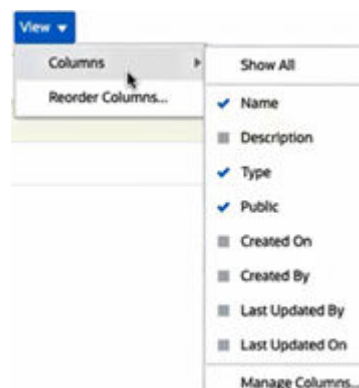 View
Columns
Reorder Columns...
Show All
Name
Description
Type
Public
Created On
Created By
Last Updated By
Last Updated On
Manage Columns...